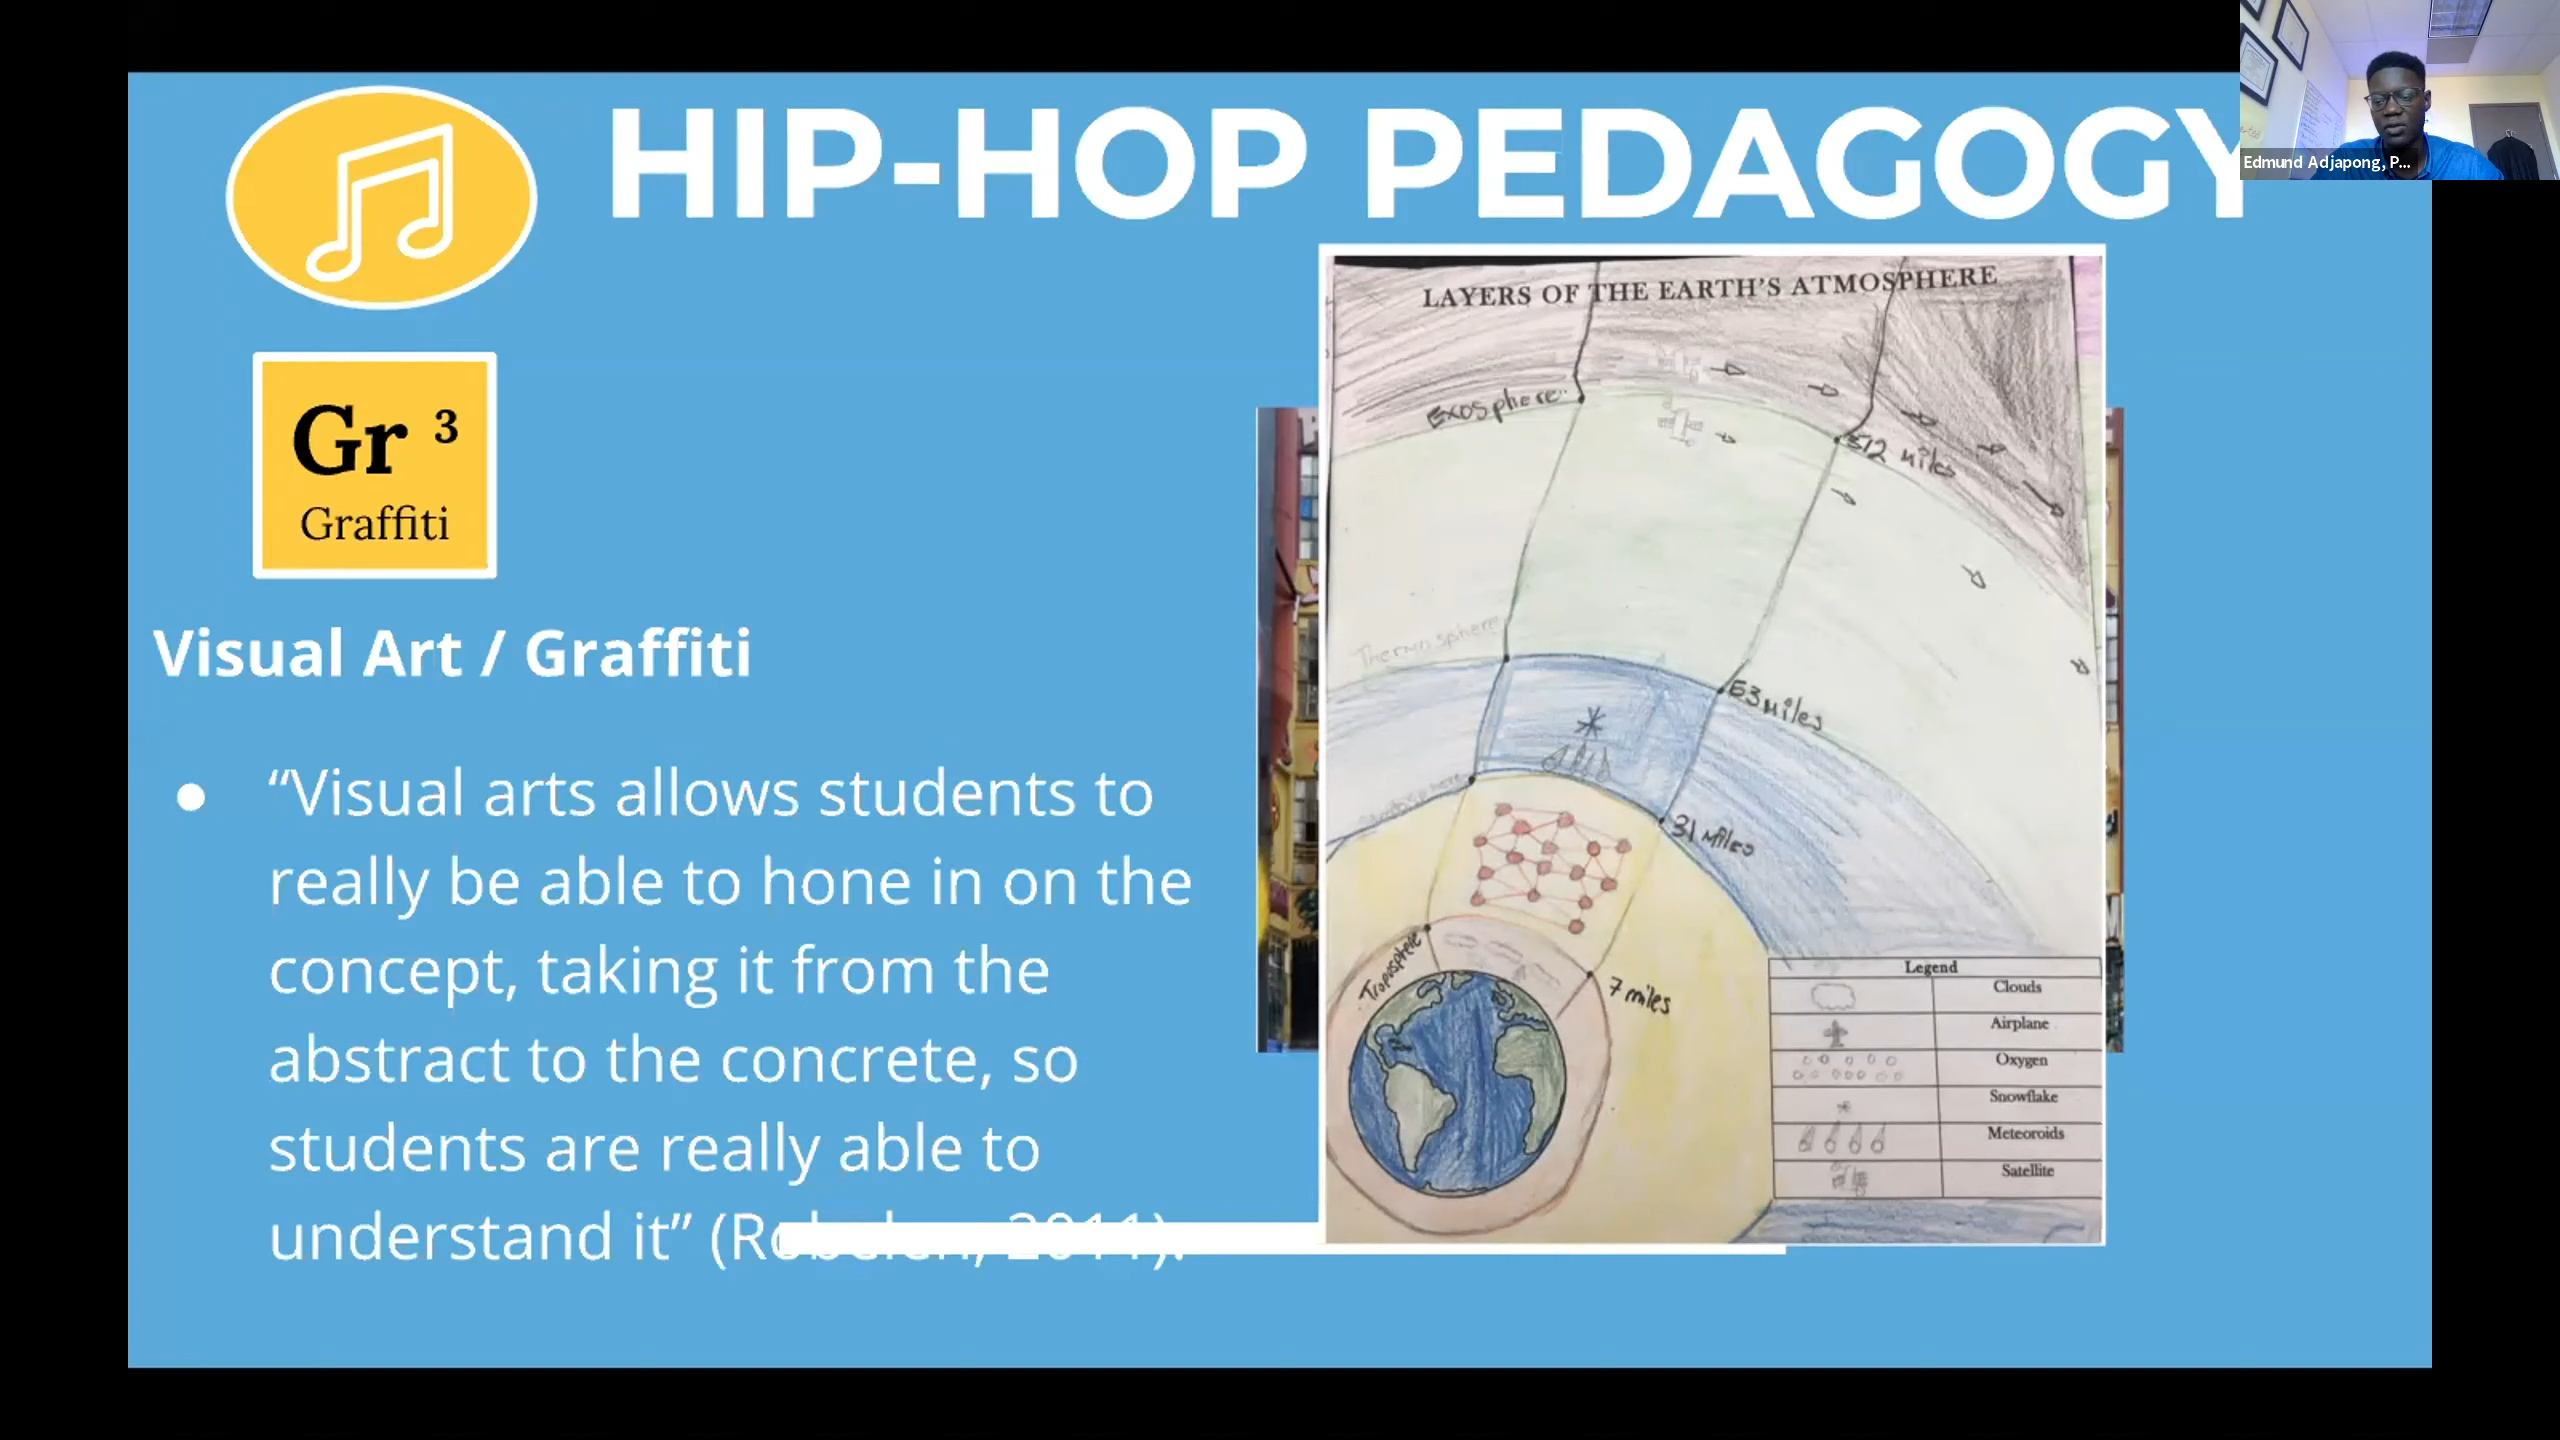 HIP-HOP PEDAGOGY
Edmund Adjapong, P...
Gr 3
Graffiti
Visual Art / Graffiti
● “Visual arts allows students to
really be able to hone in on the
concept, taking it from the
abstract to the concrete, so
students are really able to
understand it” (Robelen, 2011).
LAYERS OF THE EARTH'S ATMOSPHERE
Exosphere
512 miles
Thermosphere
53 Miles
31 Miles
Troposphere
7 miles
Legend
Clouds
Airplane
Oxygen
Snowflake
Meteoroids
Satellite